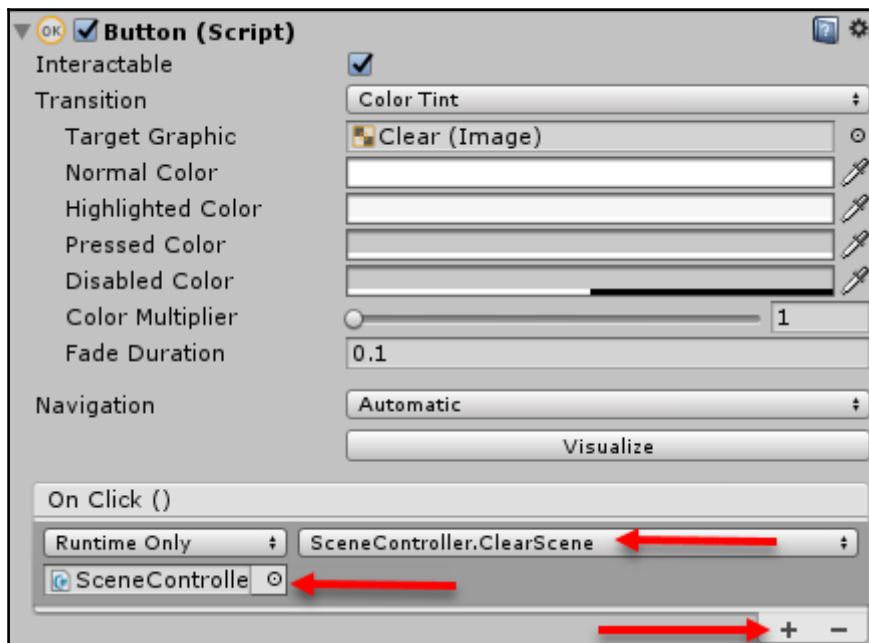 OK Button (Script)
Interactable
Transition Color Tint
Target Graphic Clear (Image)
Normal Color
Highlighted Color
Pressed Color
Disabled Color
Color Multiplier 1
Fade Duration 0.1
Navigation Automatic
Visualize
On Click ()
Runtime Only SceneController.ClearScene
SceneControlle
+ −